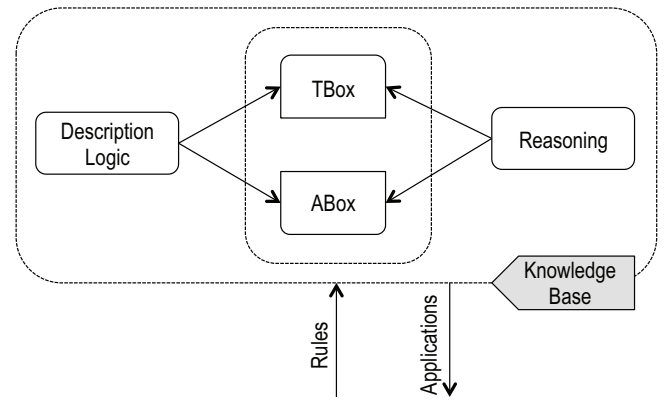 TBox
Description
Logic
Reasoning
ABox
Knowledge
Base
Rules
Applications